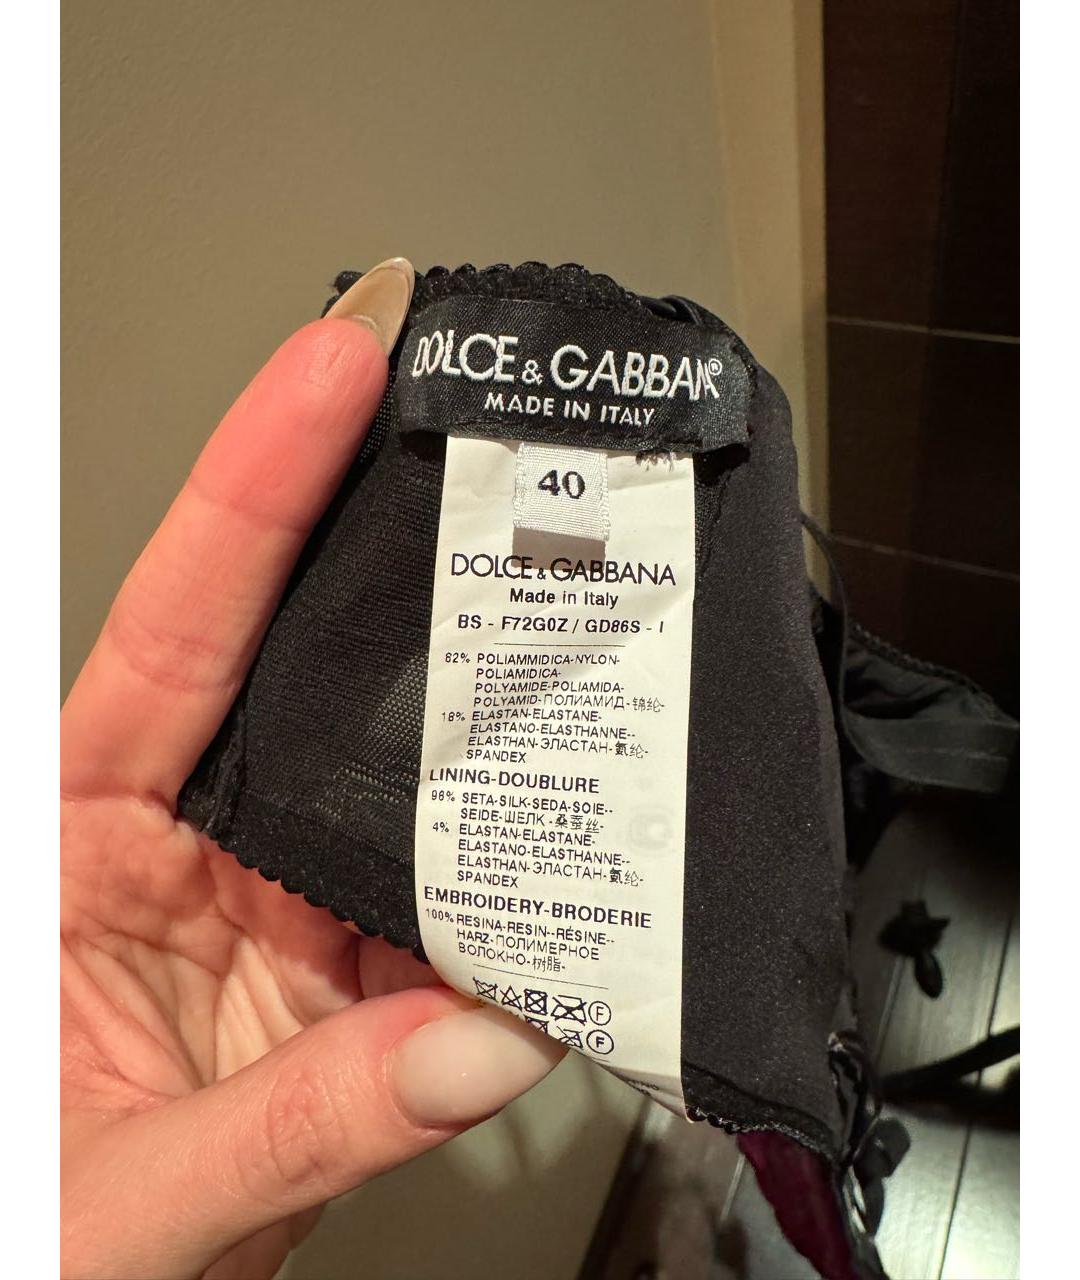 DOLCE & GABBANA®
MADE IN ITALY
40
DOLCE & GABBANA
Made in Italy
BS - F72G0Z / GD86S - I
82% POLIAMMIDICA-NYLON-
POLIAMIDICA-
POLYAMIDE-POLIAMIDA-
POLYAMID-ПОЛИАМИД-锦纶-
18% ELASTAN-ELASTANE-
ELASTANO-ELASTHANNE--
ELASTHAN-ЭЛАСТАН-氨纶-
SPANDEX
LINING-DOUBLURE
96% SETA-SILK-SEDA-SOIE--
SEIDE-ШЕЛК -桑蚕丝-
4% ELASTAN-ELASTANE-
ELASTANO-ELASTHANNE--
ELASTHAN-ЭЛАСТАН-氨纶-
SPANDEX
EMBROIDERY-BRODERIE
100% RESINA-RESIN--RÉSINE--
HARZ-ПОЛИМЕРНОЕ
ВОЛОКНО-树脂-
F
F